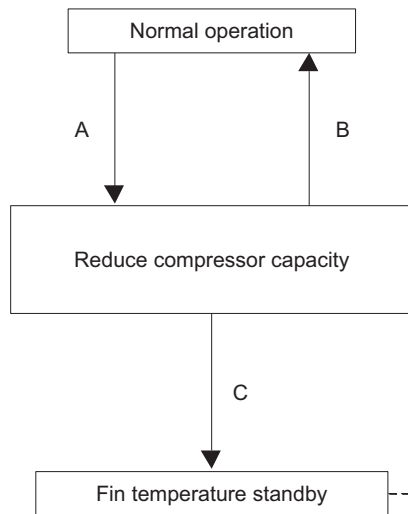 Normal operation
A
B
Reduce compressor capacity
C
Fin temperature standby